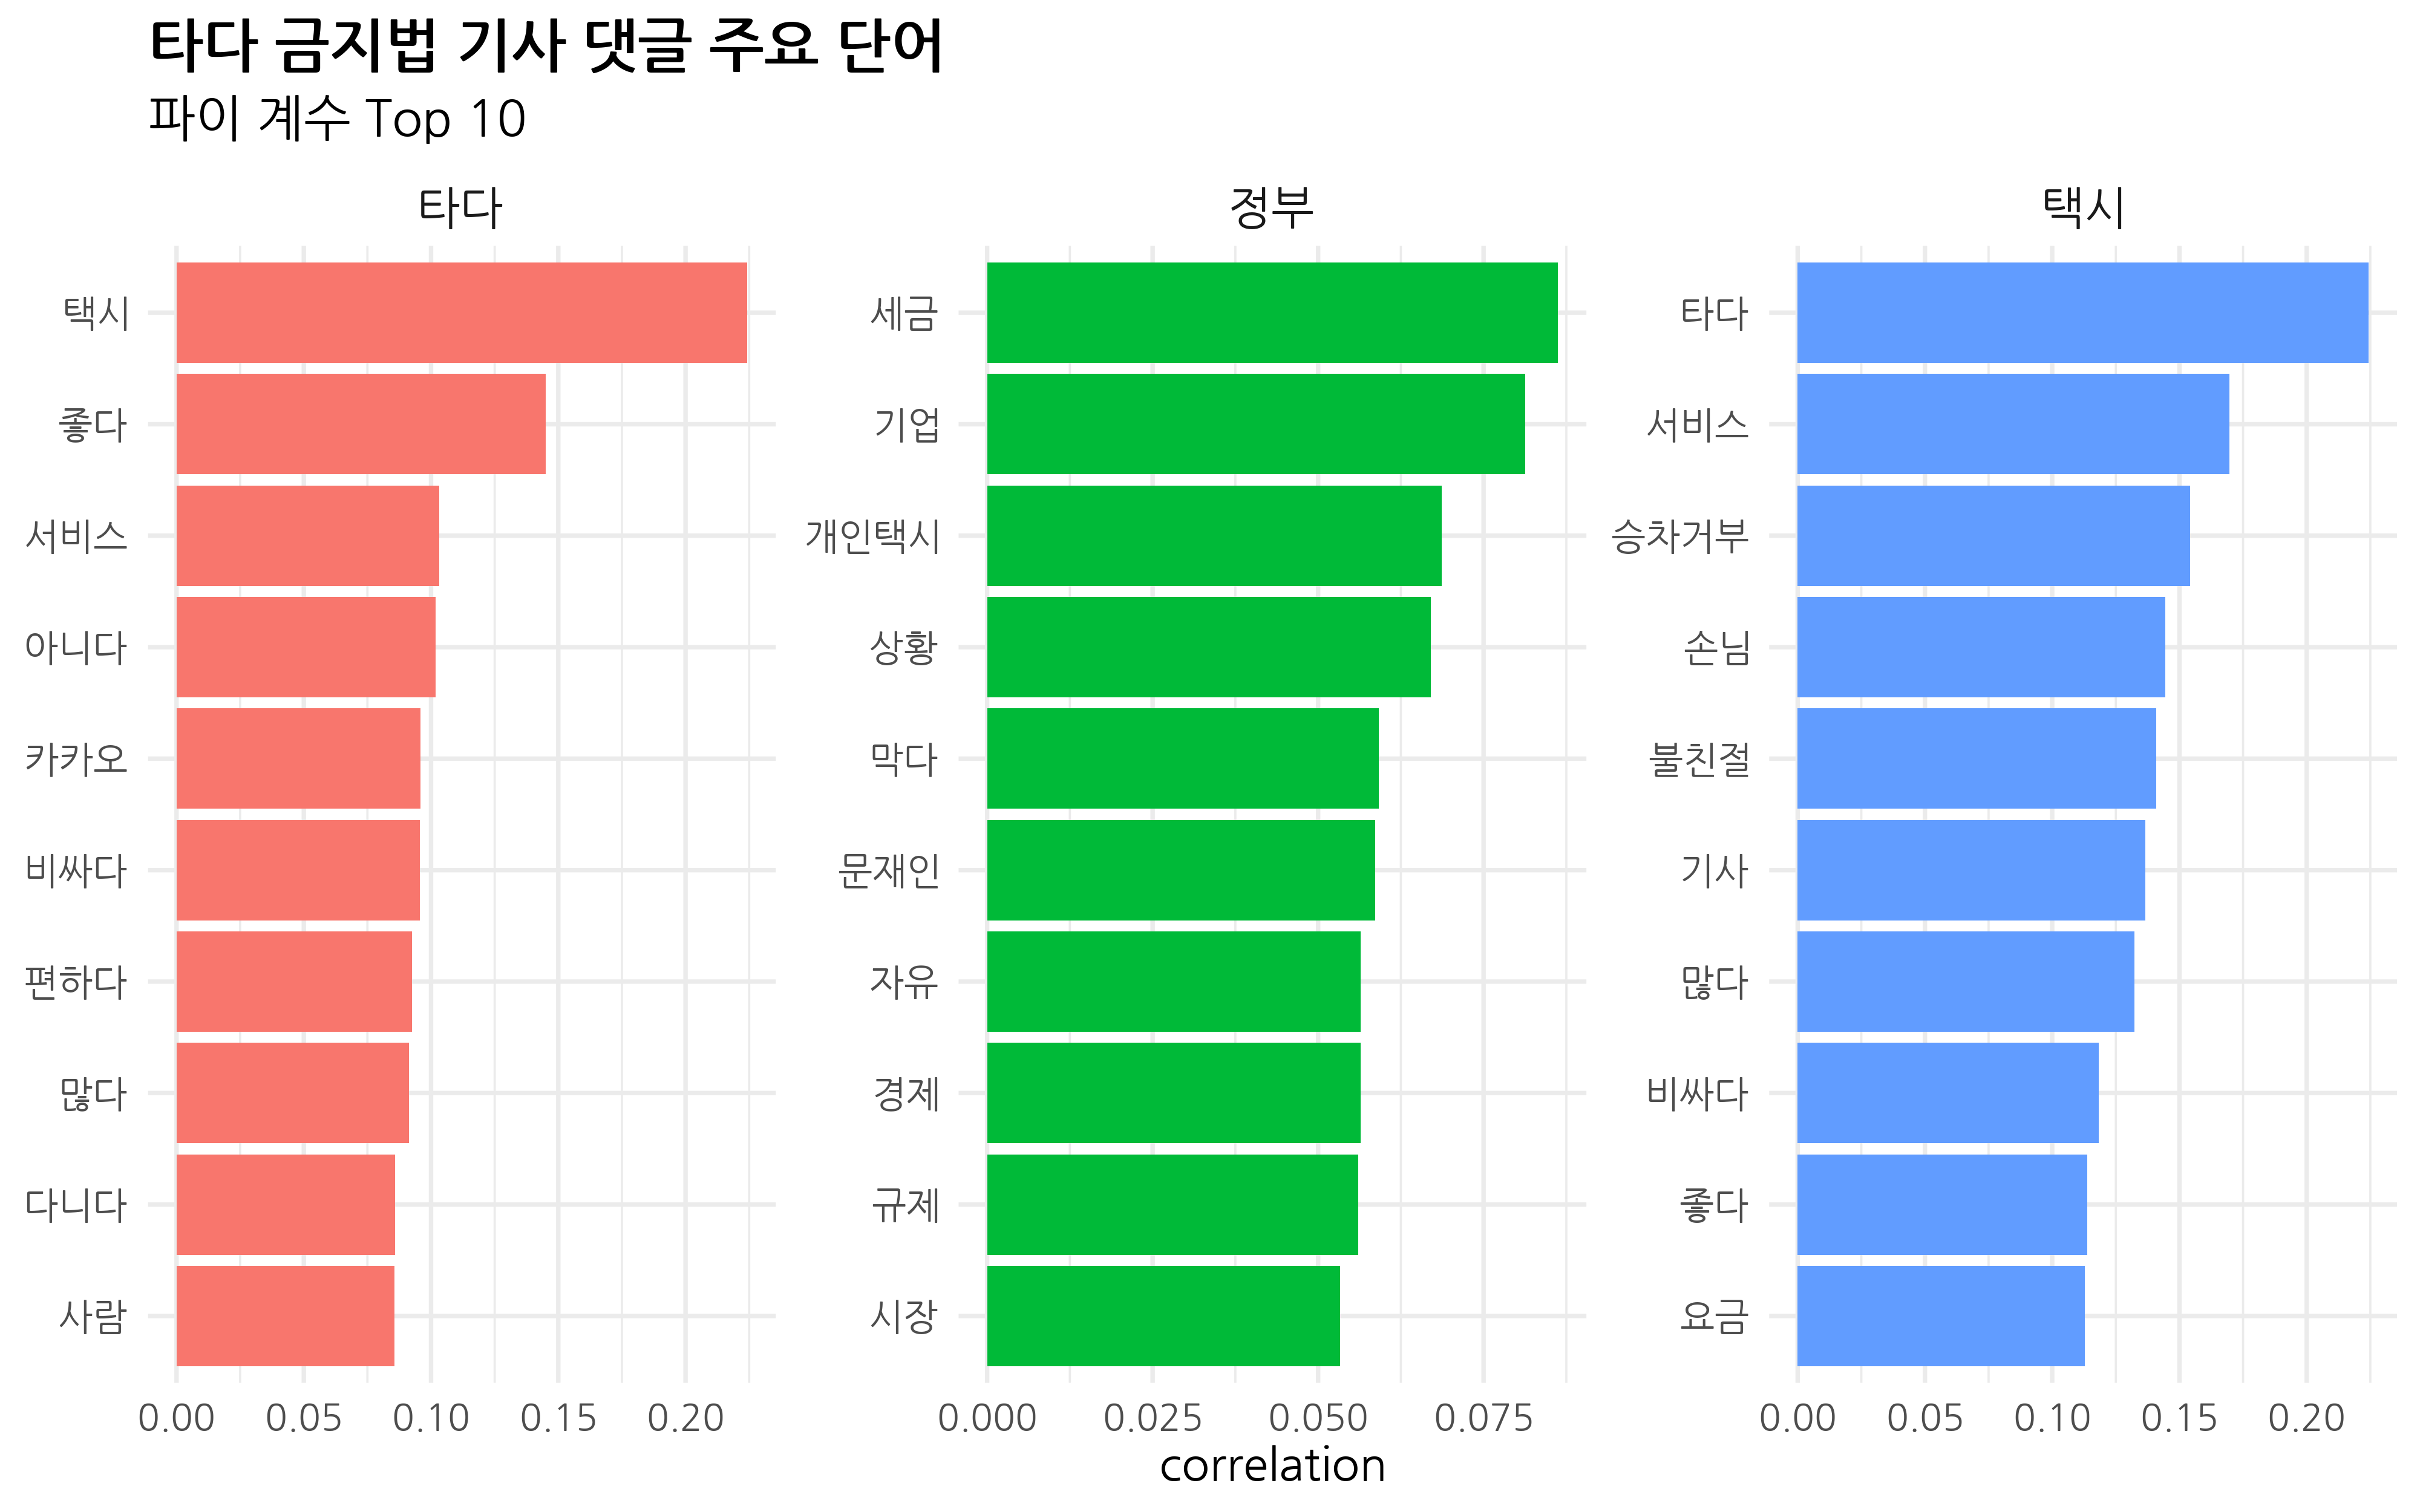 타다 금지법 기사 댓글 주요 단어
파이 계수 Top 10
타다
택시
좋다
서비스
아니다
카카오
비싸다
편하다
많다
다니다
사람
0.00 0.05 0.10 0.15 0.20
정부
세금
기업
개인택시
상황
막다
문재인
자유
경제
규제
시장
0.000 0.025 0.050 0.075
택시
타다
서비스
승차거부
손님
불친절
기사
많다
비싸다
좋다
요금
0.00 0.05 0.10 0.15 0.20
correlation